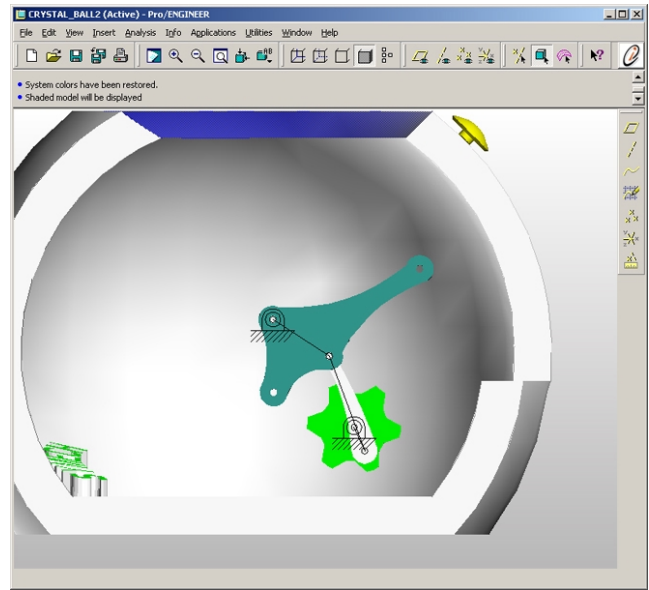 CRYSTAL_BALL2 (Active) - Pro/ENGINEER
File Edit View Insert Analysis Info Applications Utilities Window Help
• System colors have been restored.
• Shaded model will be displayed